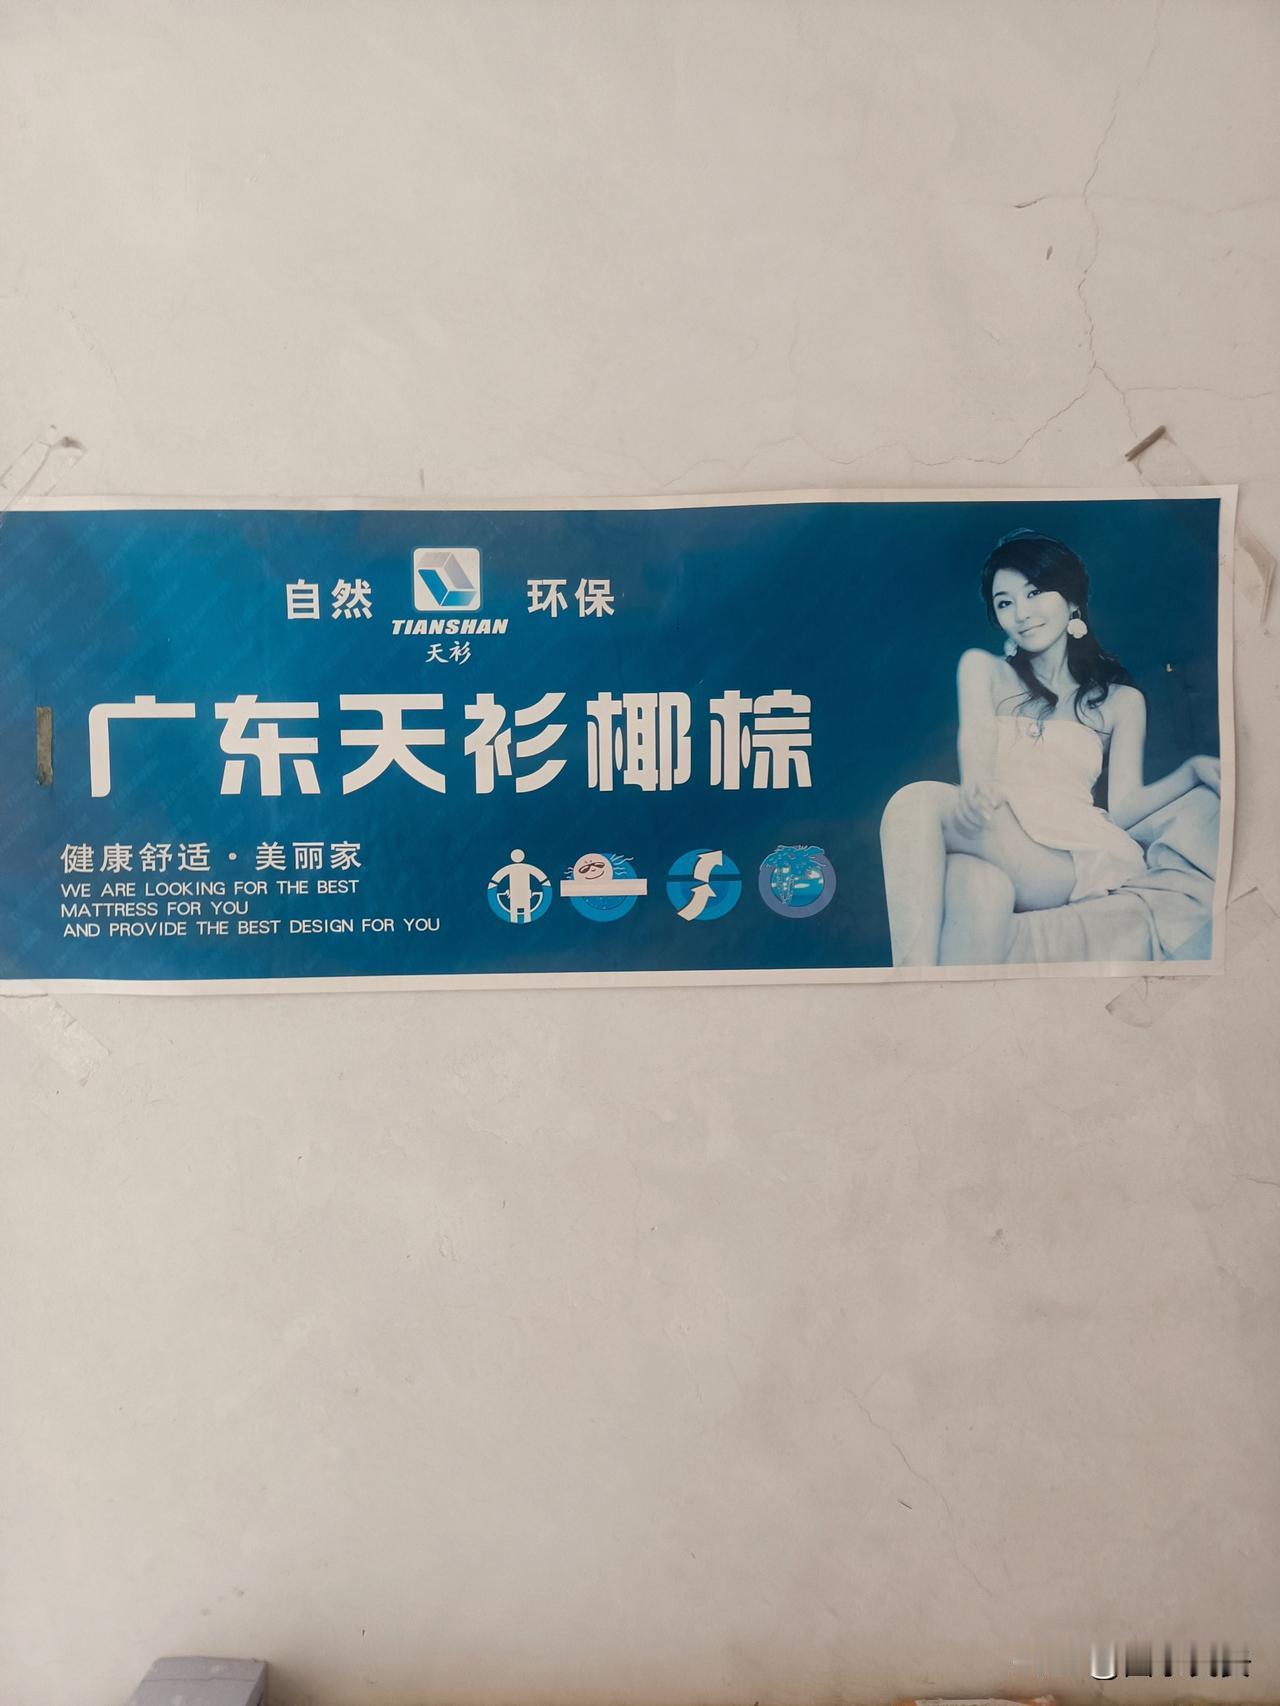 自然 环保
TIANSHAN
天衫
广东天衫椰棕
健康舒适·美丽家
WE ARE LOOKING FOR THE BEST
MATTRESS FOR YOU
AND PROVIDE THE BEST DESIGN FOR YOU